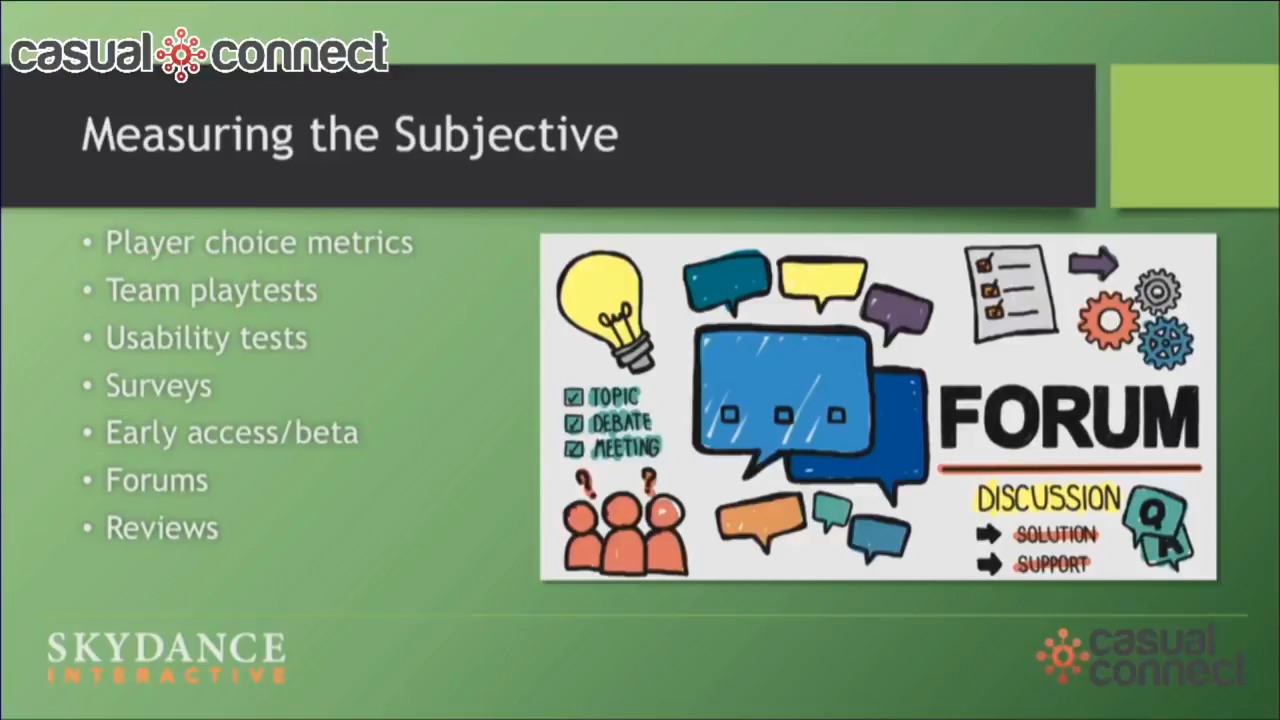 casual connect
Measuring the Subjective
• Player choice metrics
• Team playtests
• Usability tests
• Surveys
• Early access/beta
• Forums
• Reviews
TOPIC
DEBATE
MEETING
? ?
FORUM
DISCUSSION
SOLUTION
SUPPORT
Q
A
SKYDANCE
INTERACTIVE
casual
connect